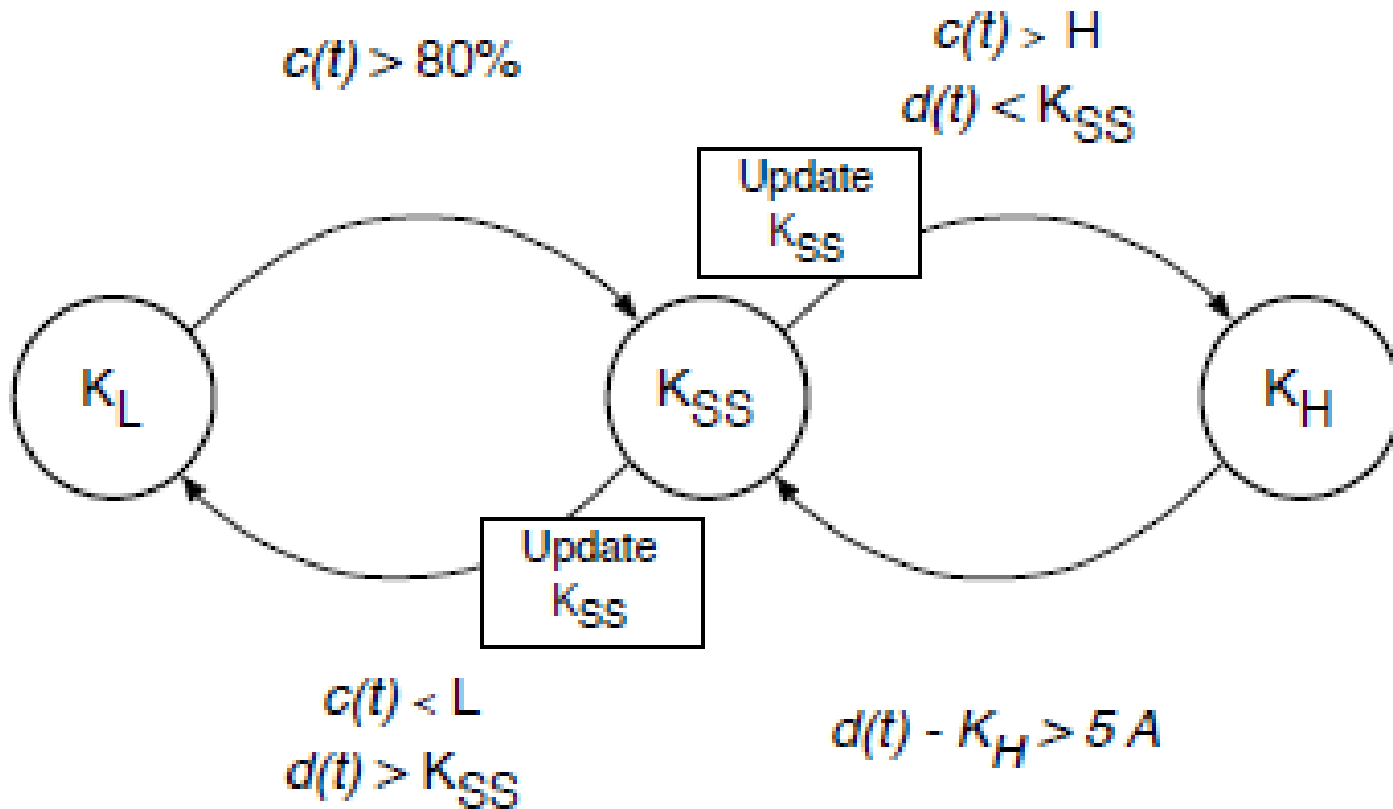 c(t) > 80%
c(t) > H
d(t) < K_SS
Update
K_SS
K_L
K_SS
K_H
Update
K_SS
c(t) < L
d(t) > K_SS
d(t) - K_H > 5 A